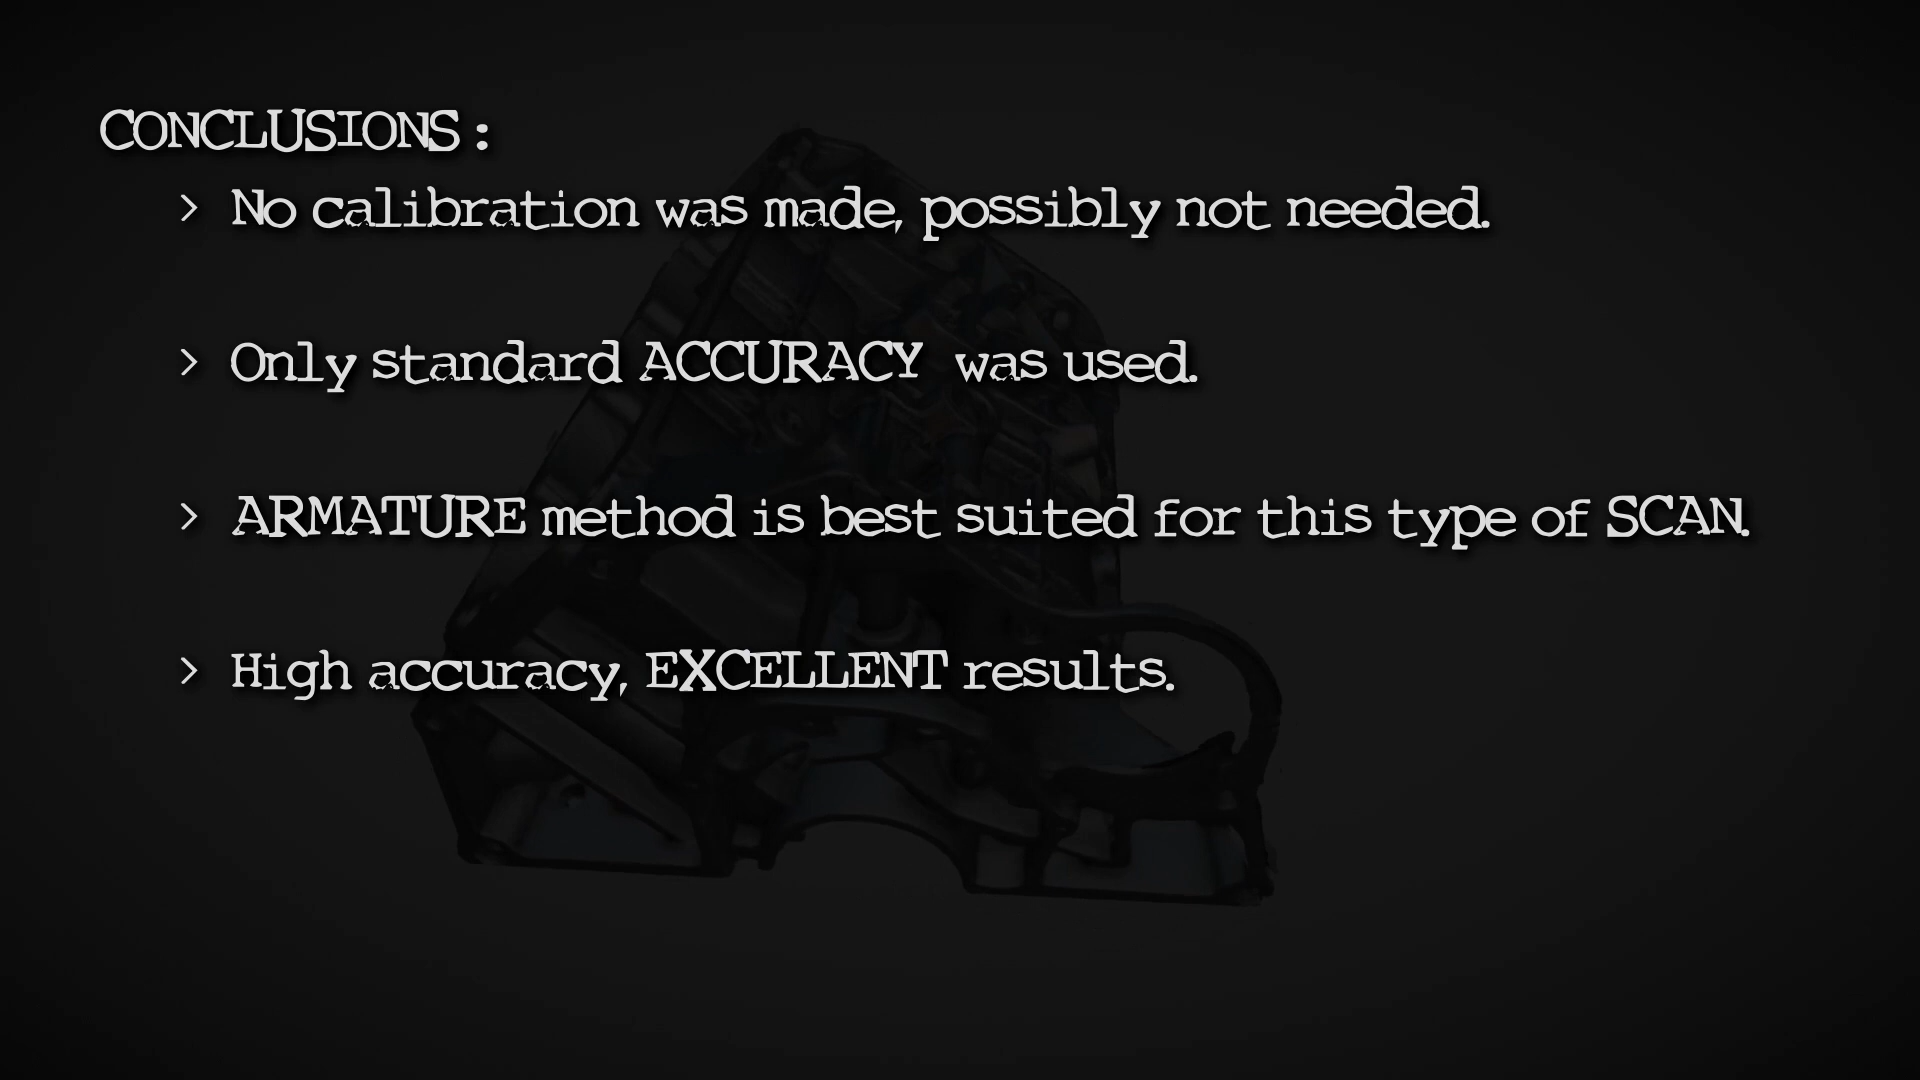 CONCLUSIONS :
> No calibration was made, possibly not needed.
> Only standard ACCURACY was used.
> ARMATURE method is best suited for this type of SCAN.
> High accuracy, EXCELLENT results.